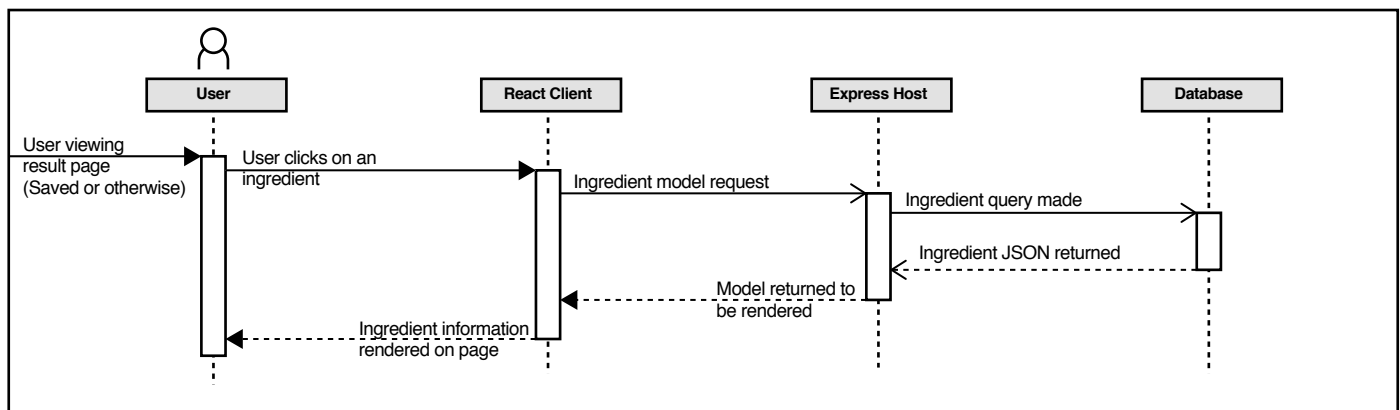 User
React Client
Express Host
Database
User viewing
result page
(Saved or otherwise)
User clicks on an
ingredient
Ingredient model request
Ingredient query made
Ingredient JSON returned
Model returned to
be rendered
Ingredient information
rendered on page